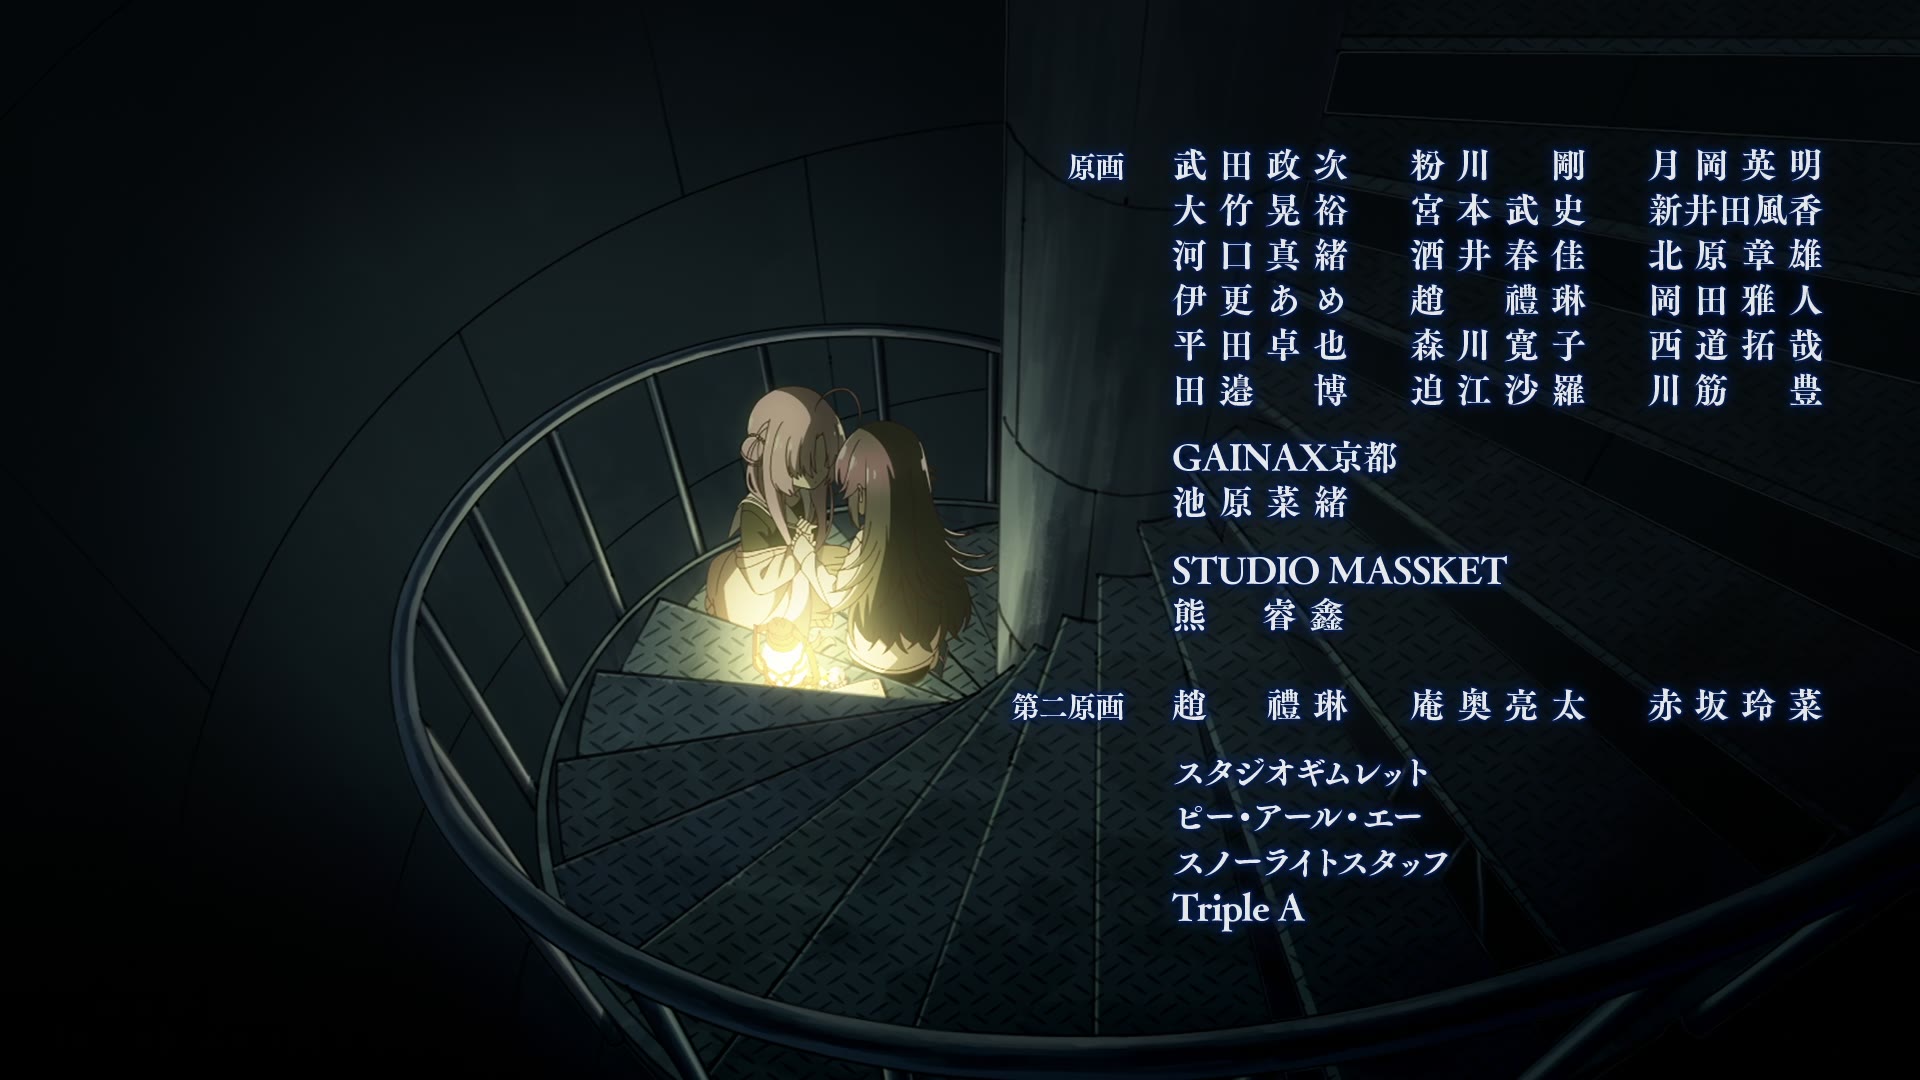 原画 武田政次 粉川剛 月岡英明
大竹晃裕 宮本武史 新井田風香
河口真緒 酒井春佳 北原章雄
伊更あめ 趙禮琳 岡田雅人
平田卓也 森川寛子 西道拓哉
田邉博 迫江沙羅 川筋豊
GAINAX京都
池原菜緒
STUDIO MASSKET
熊睿鑫
第二原画 趙禮琳 庵奥亮太 赤坂玲菜
スタジオギムレット
ピー・アール・エー
スノーライトスタッフ
Triple A